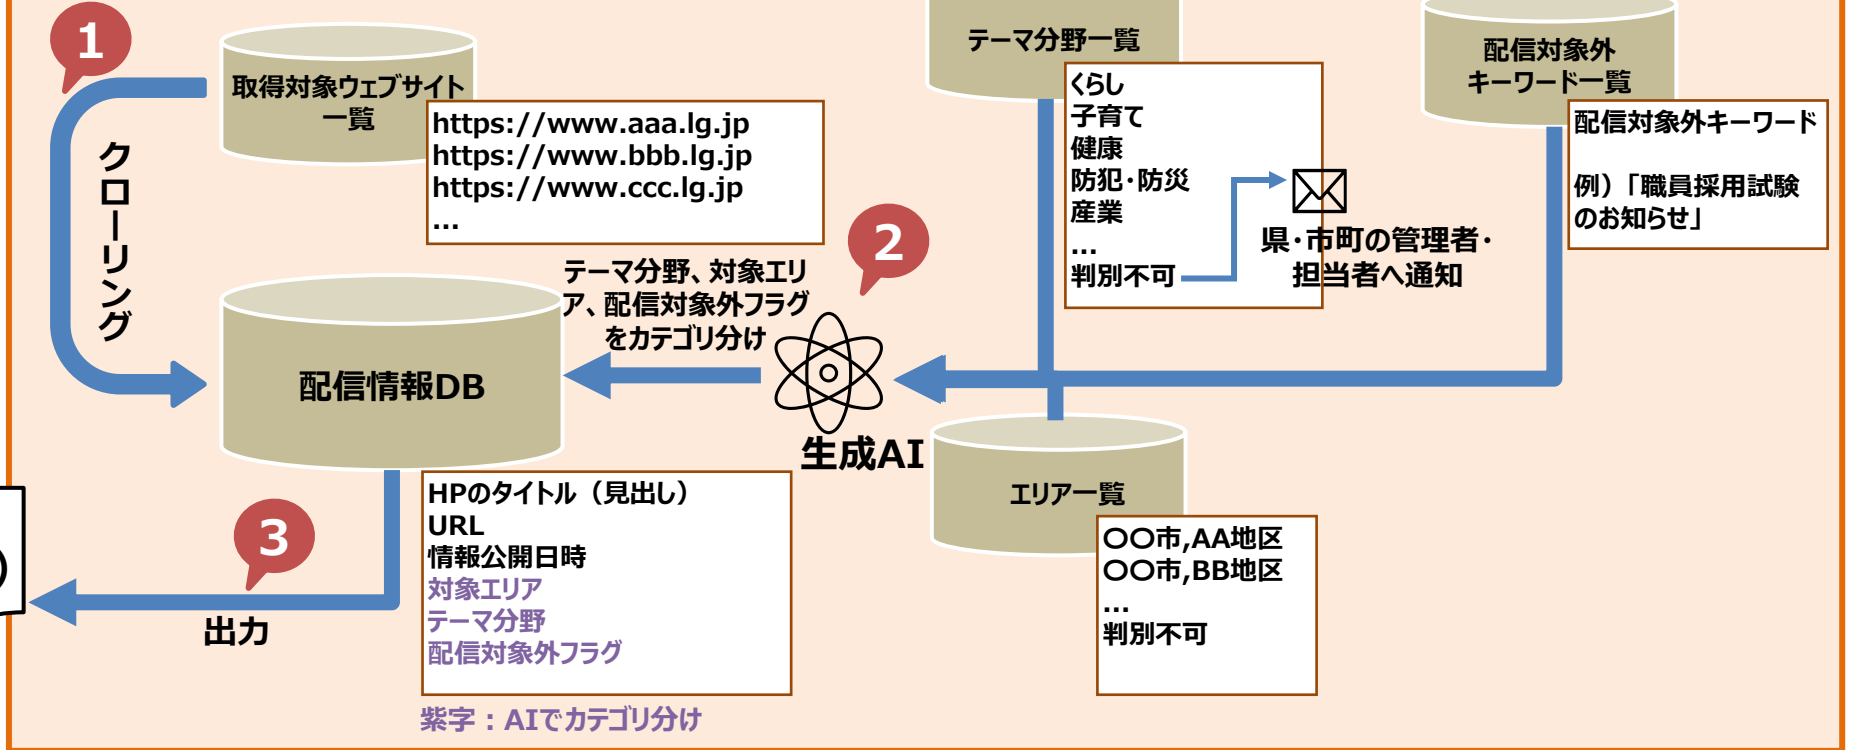 1
取得対象ウェブサイト
一覧
https://www.aaa.lg.jp
https://www.bbb.lg.jp
https://www.ccc.lg.jp
...
クローリング
テーマ分野一覧
くらし
子育て
健康
防犯・防災
産業
...
判別不可
県・市町の管理者・
担当者へ通知
配信対象外
キーワード一覧
配信対象外キーワード
例）「職員採用試験
のお知らせ」
2
テーマ分野、対象エリ
ア、配信対象外フラグ
をカテゴリ分け
生成AI
配信情報DB
エリア一覧
〇〇市,AA地区
〇〇市,BB地区
...
判別不可
HPのタイトル（見出し）
URL
情報公開日時
対象エリア
テーマ分野
配信対象外フラグ
紫字：AIでカテゴリ分け
3
出力
)